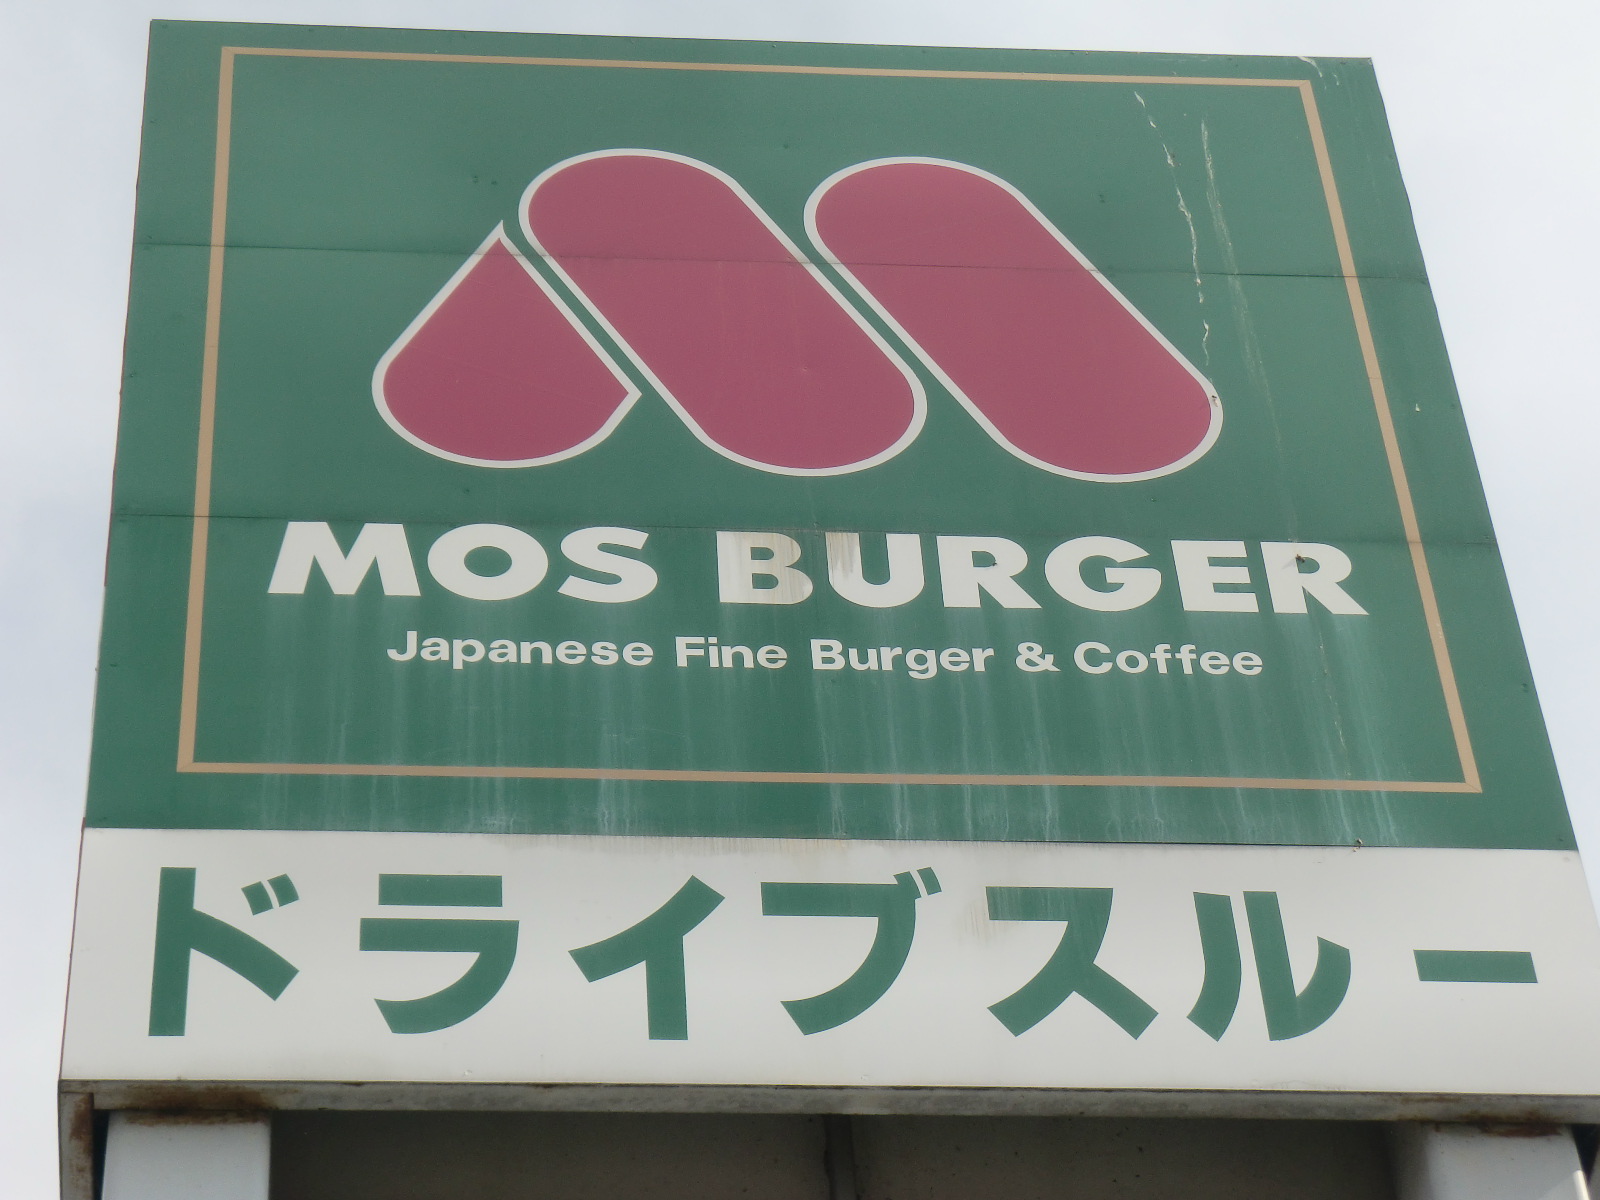 MOS BURGER
Japanese Fine Burger & Coffee
ドライブスルー